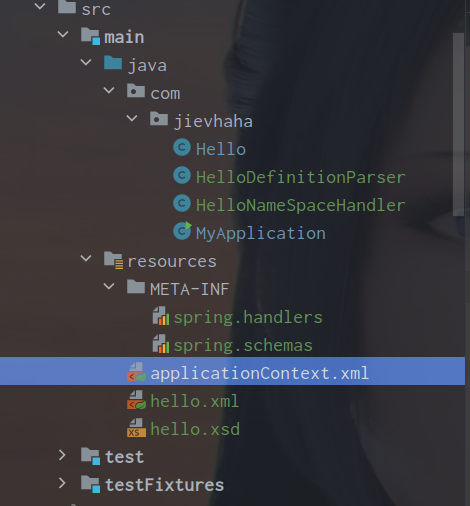 src
main
java
com
jievhaha
Hello
HelloDefinitionParser
HelloNameSpaceHandler
MyApplication
resources
META-INF
spring.handlers
spring.schemas
applicationContext.xml
hello.xml
hello.xsd
test
testFixtures